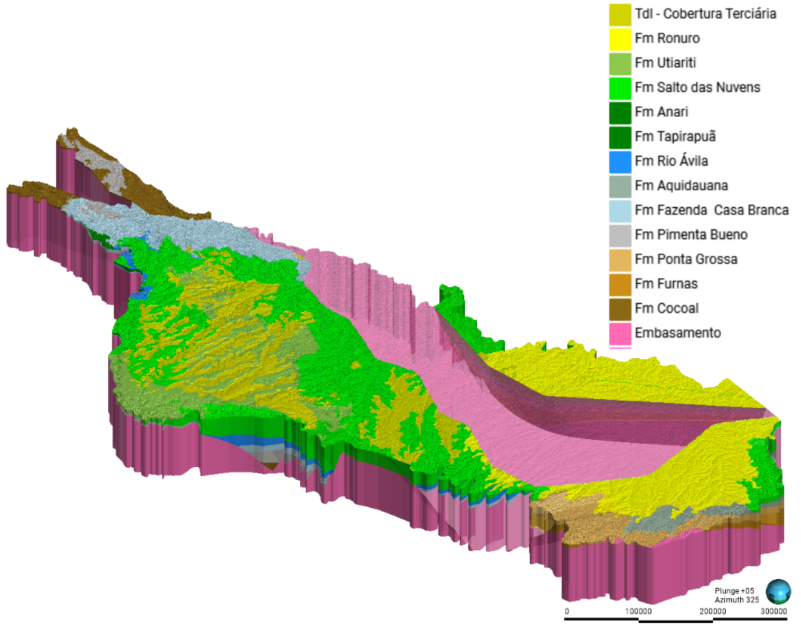 Tdl - Cobertura Terciária
Fm Ronuro
Fm Utiariti
Fm Salto das Nuvens
Fm Anari
Fm Tapirapuã
Fm Rio Ávila
Fm Aquidauana
Fm Fazenda Casa Branca
Fm Pimenta Bueno
Fm Ponta Grossa
Fm Furnas
Fm Cocoal
Embasamento
Plunge +05
Azimuth 325
0 100000 200000 300000